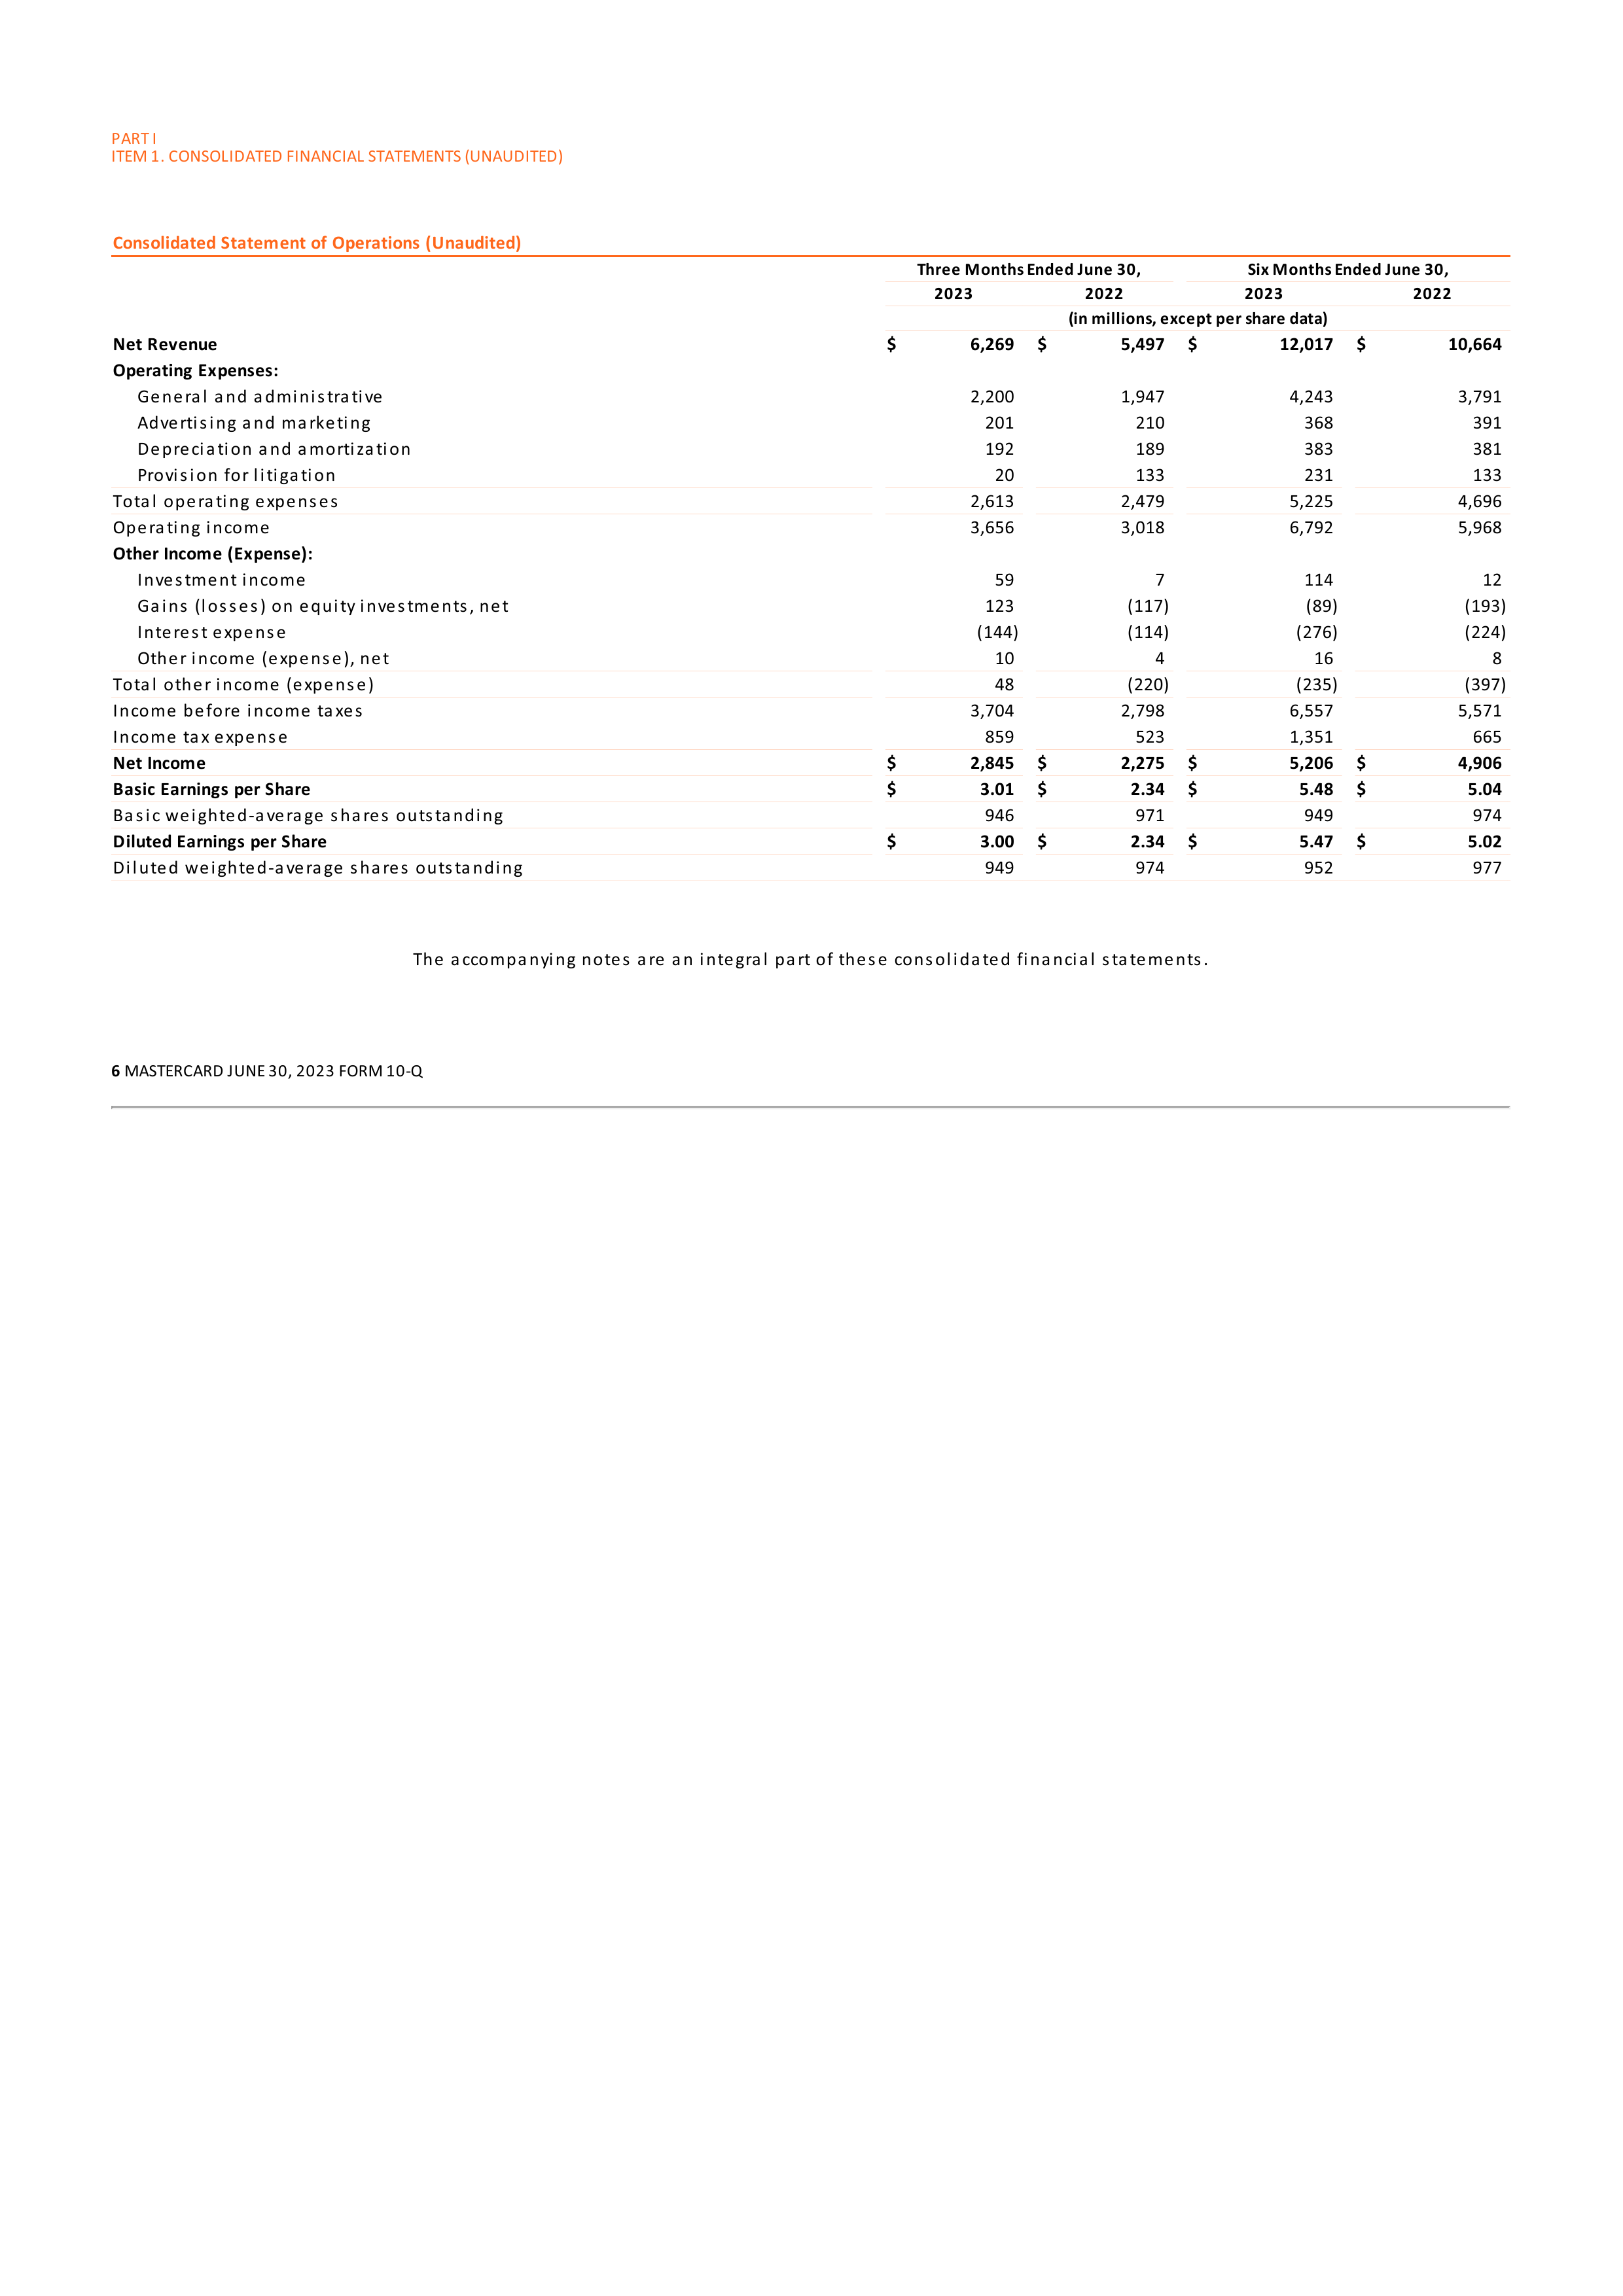 PART I
ITEM 1. CONSOLIDATED FINANCIAL STATEMENTS (UNAUDITED)
Consolidated Statement of Operations (Unaudited)
Three Months Ended June 30, Six Months Ended June 30,
2023 2022 2023 2022
(in millions, except per share data)
Net Revenue $ 6,269 $ 5,497 $ 12,017 $ 10,664
Operating Expenses:
General and administrative 2,200 1,947 4,243 3,791
Advertising and marketing 201 210 368 391
Depreciation and amortization 192 189 383 381
Provision for litigation 20 133 231 133
Total operating expenses 2,613 2,479 5,225 4,696
Operating income 3,656 3,018 6,792 5,968
Other Income (Expense):
Investment income 59 7 114 12
Gains (losses) on equity investments, net 123 (117) (89) (193)
Interest expense (144) (114) (276) (224)
Other income (expense), net 10 4 16 8
Total other income (expense) 48 (220) (235) (397)
Income before income taxes 3,704 2,798 6,557 5,571
Income tax expense 859 523 1,351 665
Net Income $ 2,845 $ 2,275 $ 5,206 $ 4,906
Basic Earnings per Share $ 3.01 $ 2.34 $ 5.48 $ 5.04
Basic weighted-average shares outstanding 946 971 949 974
Diluted Earnings per Share $ 3.00 $ 2.34 $ 5.47 $ 5.02
Diluted weighted-average shares outstanding 949 974 952 977
The accompanying notes are an integral part of these consolidated financial statements.
6 MASTERCARD JUNE 30, 2023 FORM 10-Q